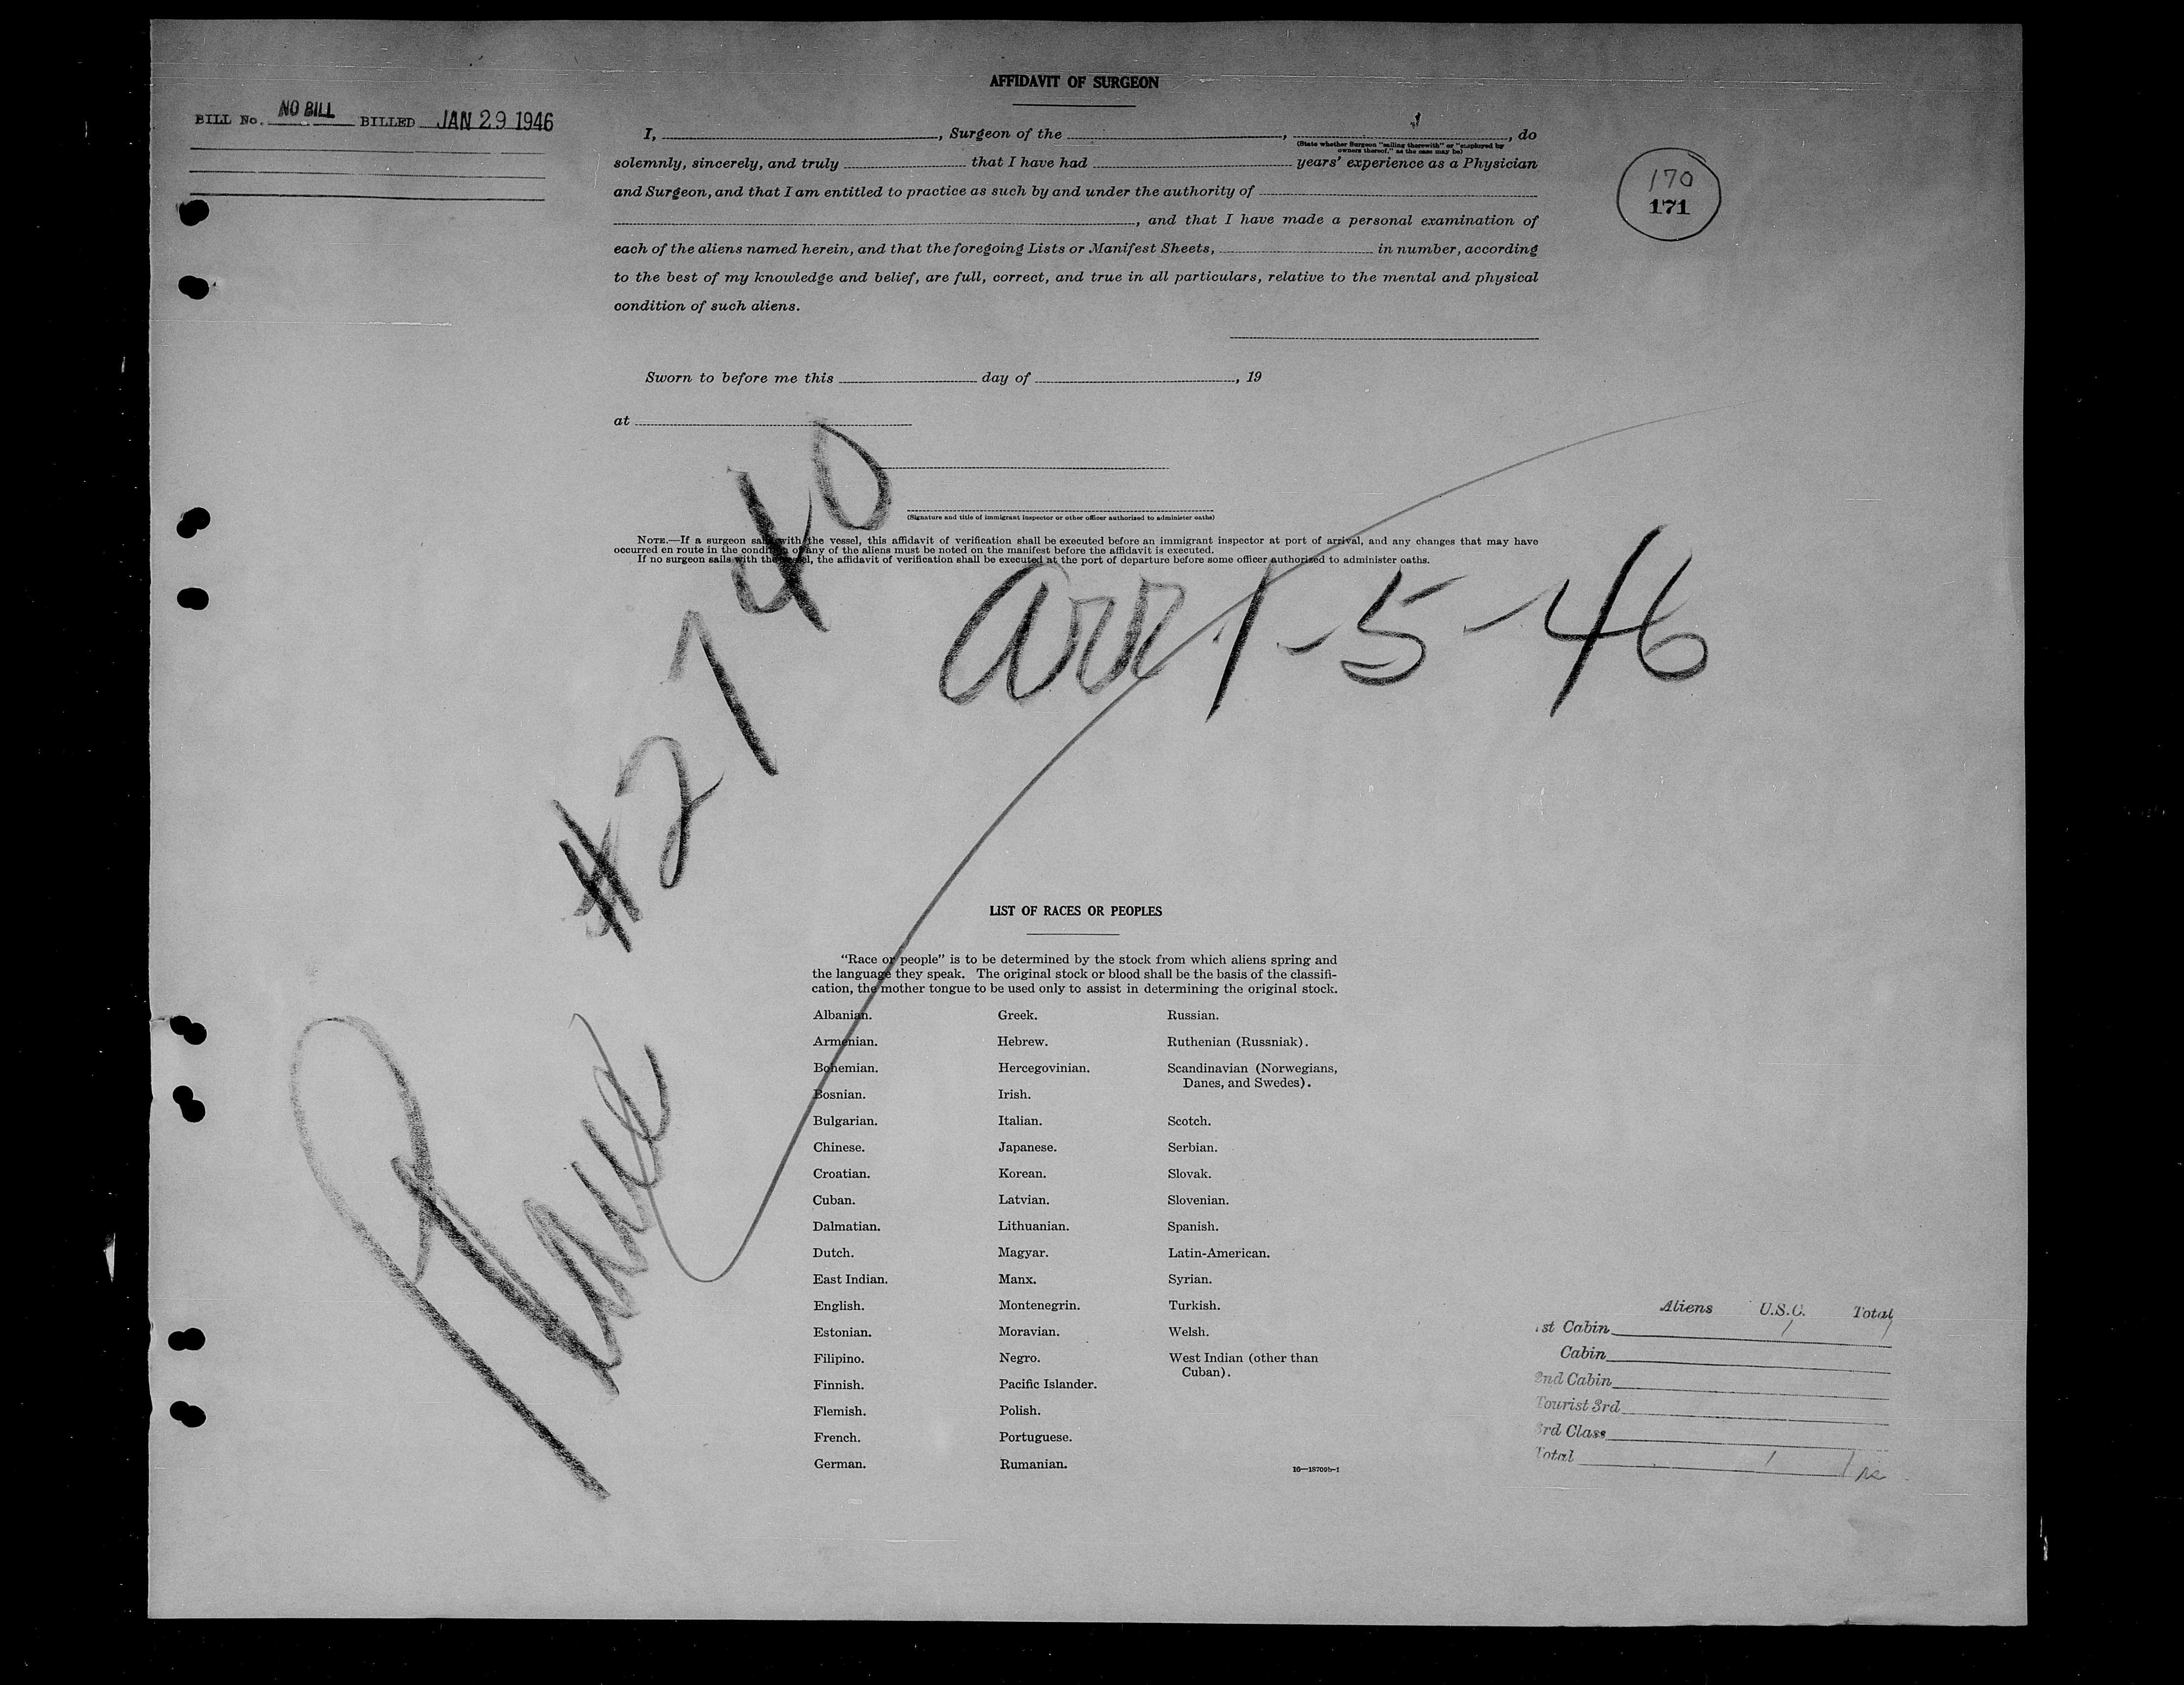 AFFIDAVIT OF SURGEON
BILL No. NO BILL BILLED JAN 29 1946
I, , Surgeon of the , , do
(State whether Surgeon "sailing therewith" or "employed by
owners thereof," as the case may be)
solemnly, sincerely, and truly that I have had years' experience as a Physician
and Surgeon, and that I am entitled to practice as such by and under the authority of
, and that I have made a personal examination of
each of the aliens named herein, and that the foregoing Lists or Manifest Sheets, in number, according
to the best of my knowledge and belief, are full, correct, and true in all particulars, relative to the mental and physical
condition of such aliens.
170
171
Sworn to before me this day of , 19
at
(Signature and title of immigrant inspector or other officer authorized to administer oaths)
NOTE.—If a surgeon sails with the vessel, this affidavit of verification shall be executed before an immigrant inspector at port of arrival, and any changes that may have
occurred en route in the condition of any of the aliens must be noted on the manifest before the affidavit is executed.
If no surgeon sails with the vessel, the affidavit of verification shall be executed at the port of departure before some officer authorized to administer oaths.
Plane #2740
arr 1-5-46
LIST OF RACES OR PEOPLES
"Race or people" is to be determined by the stock from which aliens spring and
the language they speak. The original stock or blood shall be the basis of the classifi-
cation, the mother tongue to be used only to assist in determining the original stock.
Albanian.
Armenian.
Bohemian.
Bosnian.
Bulgarian.
Chinese.
Croatian.
Cuban.
Dalmatian.
Dutch.
East Indian.
English.
Estonian.
Filipino.
Finnish.
Flemish.
French.
German.
Greek.
Hebrew.
Hercegovinian.
Irish.
Italian.
Japanese.
Korean.
Latvian.
Lithuanian.
Magyar.
Manx.
Montenegrin.
Moravian.
Negro.
Pacific Islander.
Polish.
Portuguese.
Rumanian.
Russian.
Ruthenian (Russniak).
Scandinavian (Norwegians,
Danes, and Swedes).
Scotch.
Serbian.
Slovak.
Slovenian.
Spanish.
Latin-American.
Syrian.
Turkish.
Welsh.
West Indian (other than
Cuban).
16—18709b-1
Aliens U.S.C. Total
1st Cabin 1 1
Cabin
2nd Cabin
Tourist 3rd
3rd Class
Total 1 1